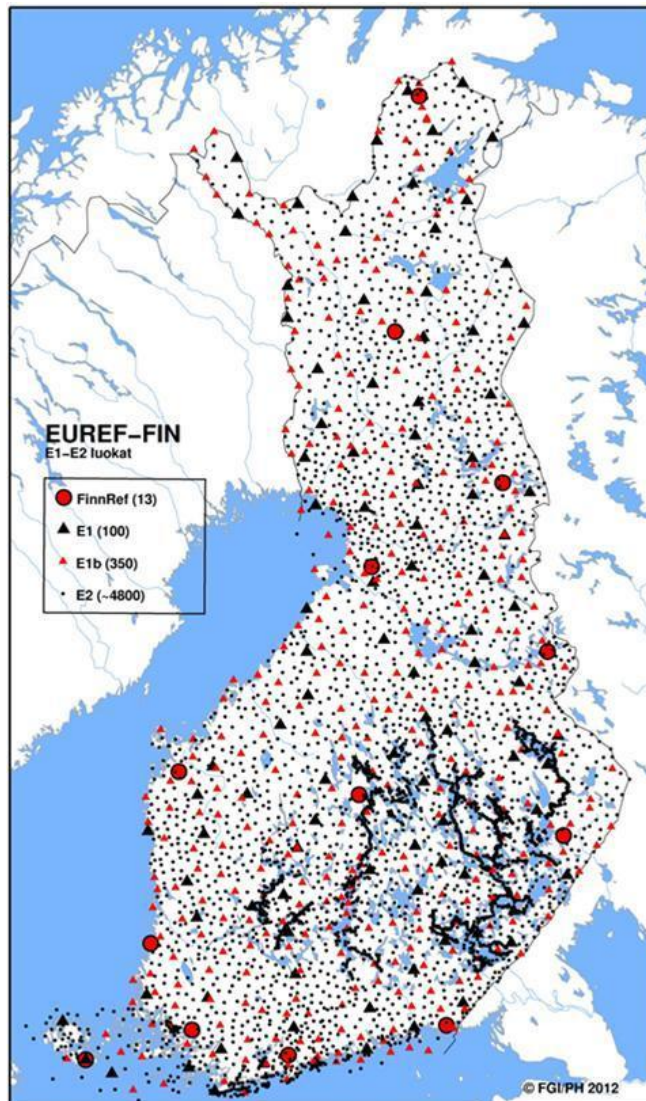 EUREF-FIN
E1-E2 luokat
FinnRef (13)
E1 (100)
E1b (350)
E2 (~4800)
© FGI/PH 2012